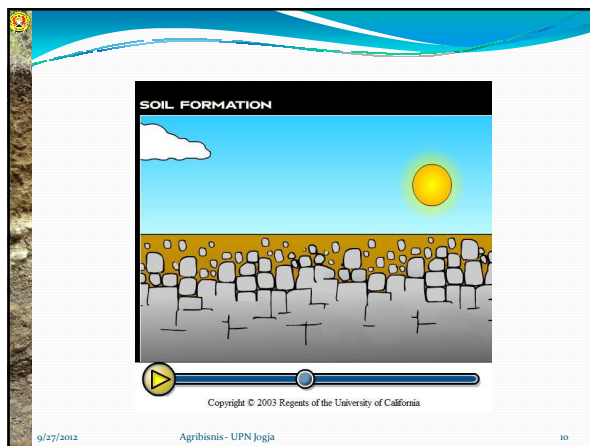 SOIL FORMATION
Copyright © 2003 Regents of the University of California
9/27/2012 Agribisnis - UPN Jogja 10